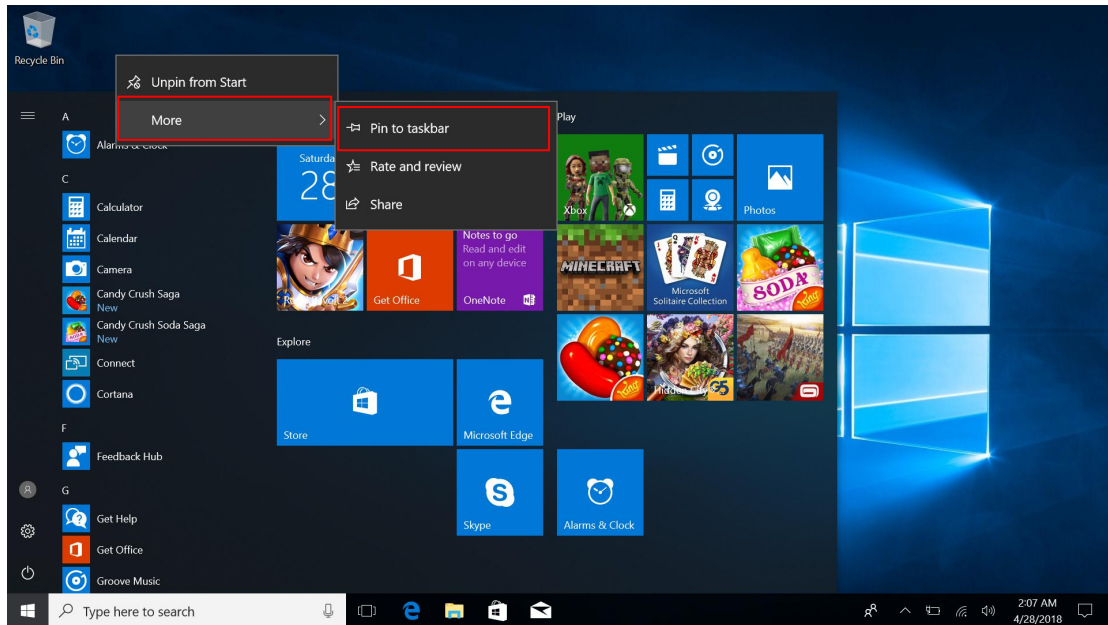 Recycle Bin
Unpin from Start
More
Pin to taskbar
Rate and review
Share
A
C
Calculator
Calendar
Camera
Candy Crush Saga
New
Candy Crush Soda Saga
New
Connect
Cortana
F
Feedback Hub
G
Get Help
Get Office
Groove Music
28
Get Office
Notes to go
Read and edit
on any device
OneNote
Explore
Store
Microsoft Edge
Skype
Play
Xbox
Photos
MINECRAFT
Microsoft
Solitaire Collection
SODA
King
King
35
Alarms & Clock
Type here to search
2:07 AM
4/28/2018